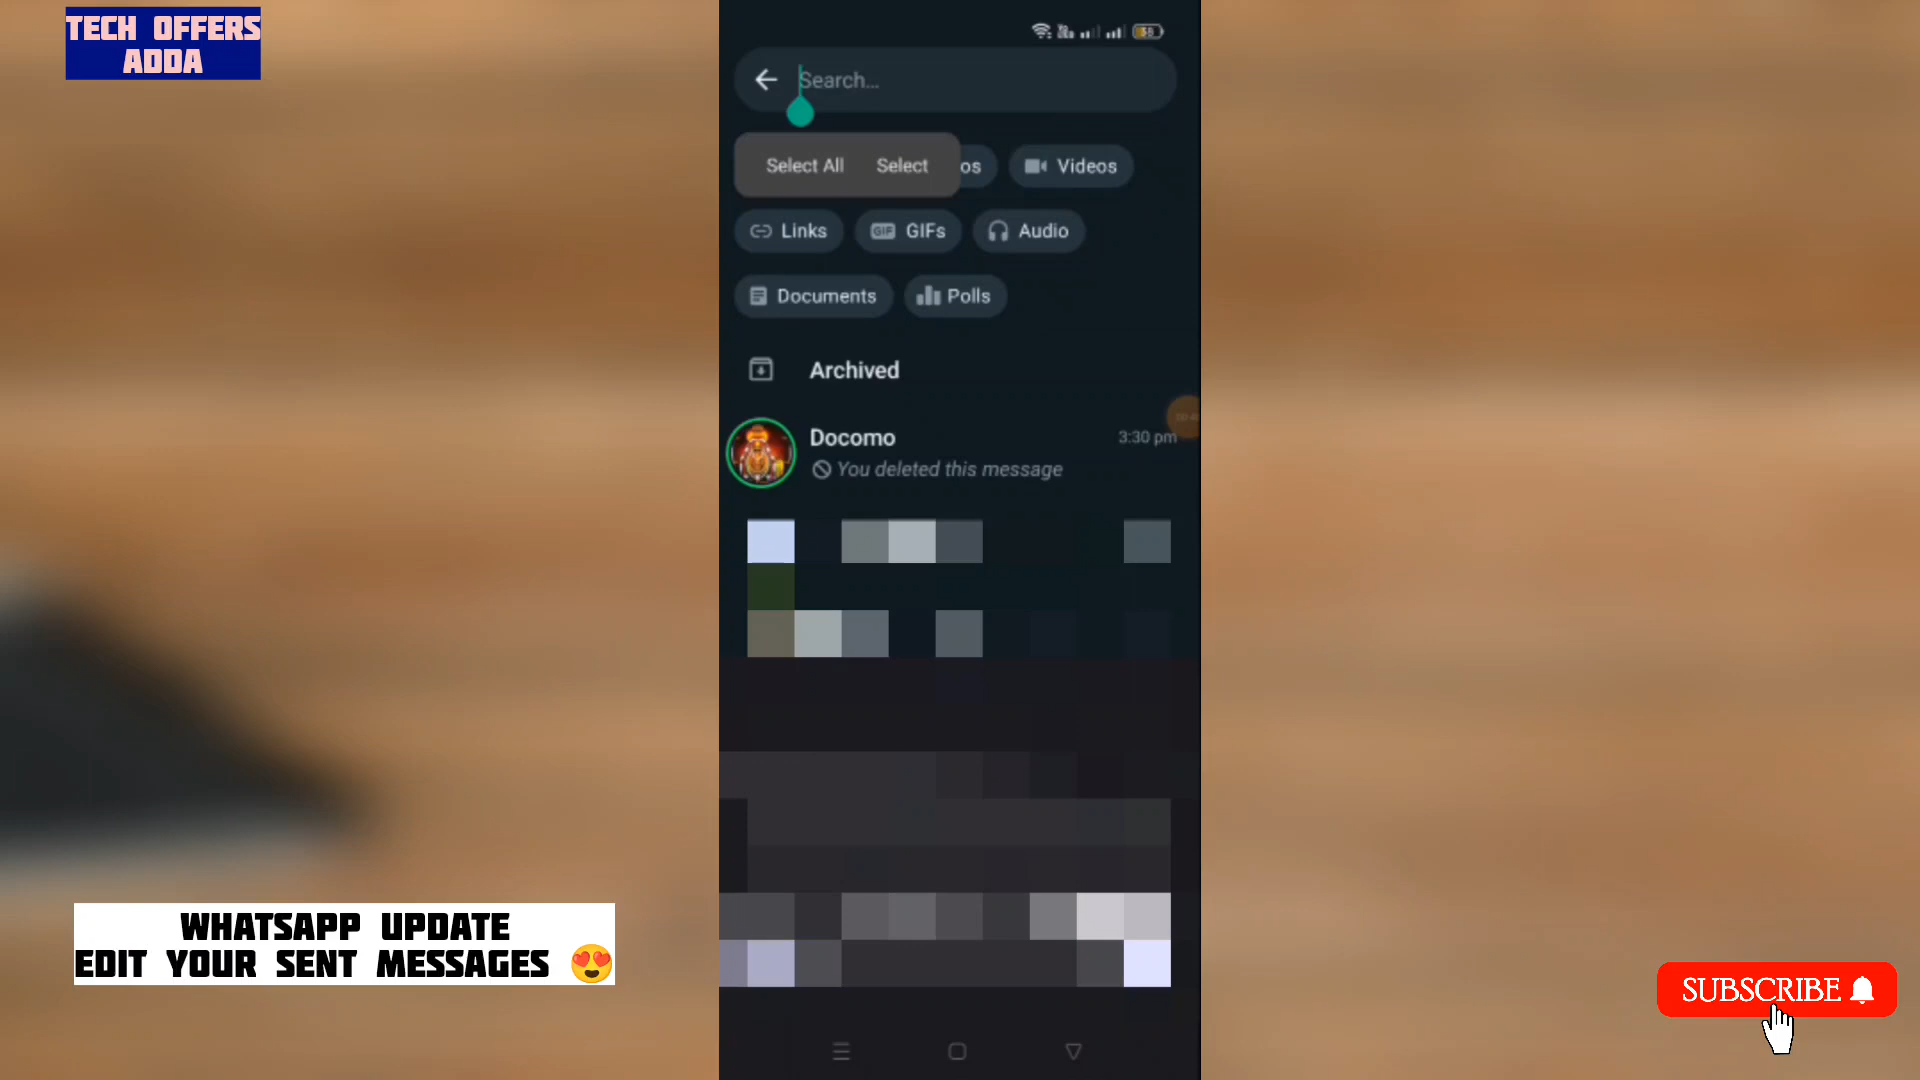 TECH OFFERS
ADDA
Search...
Select All Select os Videos
Links GIF GIFs Audio
Documents Polls
Archived
Docomo 3:30 pm
You deleted this message
WHATSAPP UPDATE
EDIT YOUR SENT MESSAGES
SUBSCRIBE